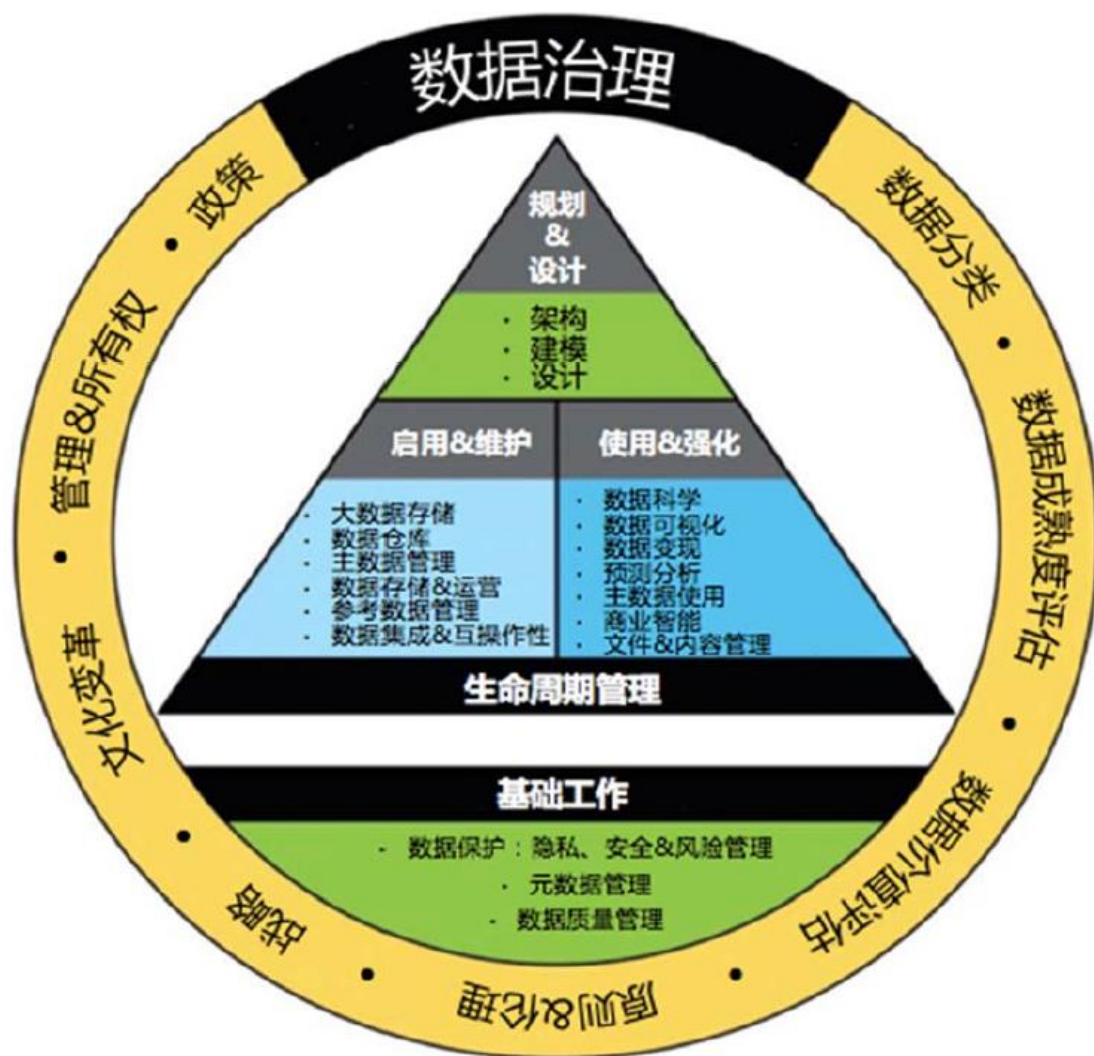 数据治理
政策
管理&所有权
文化变革
战略
原则&伦理
数据价值评估
数据成熟度评估
数据分类
规划
&
设计
· 架构
· 建模
· 设计
启用&维护
· 大数据存储
· 数据仓库
· 主数据管理
· 数据存储&运营
· 参考数据管理
· 数据集成&互操作性
使用&强化
· 数据科学
· 数据可视化
· 数据变现
· 预测分析
· 主数据使用
· 商业智能
· 文件&内容管理
生命周期管理
基础工作
· 数据保护：隐私、安全&风险管理
· 元数据管理
· 数据质量管理